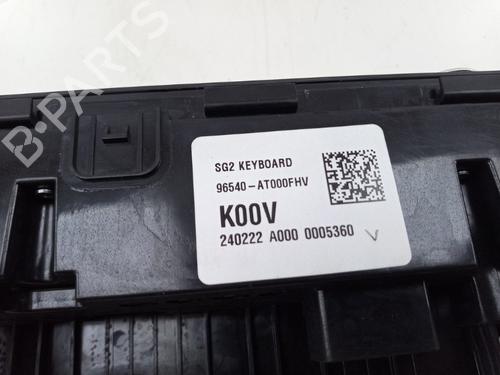 SG2 KEYBOARD
96540-AT000FHV
K00V
240222 A000 0005360 V
B-PARTS